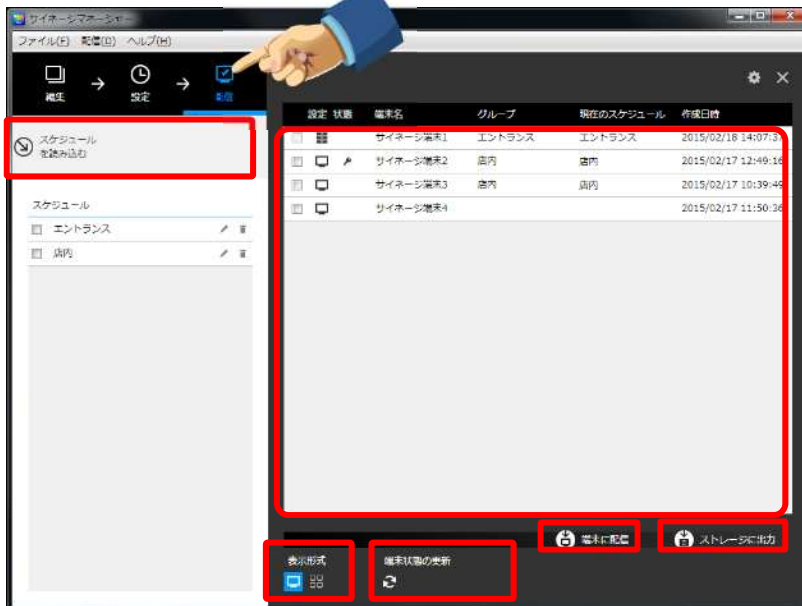 サイネージマネージャー
ファイル(F) 配信(D) ヘルプ(H)
編集 → 設定 → 配信
スケジュール
を読み込む
スケジュール
エントランス
店内
設定 状態 端末名 グループ 現在のスケジュール 作成日時
サイネージ端末1 エントランス エントランス 2015/02/18 14:07:37
サイネージ端末2 店内 店内 2015/02/17 12:49:16
サイネージ端末3 店内 店内 2015/02/17 10:39:49
サイネージ端末4 2015/02/17 11:50:36
端末に配信 ストレージに出力
表示形式 端末状態の更新